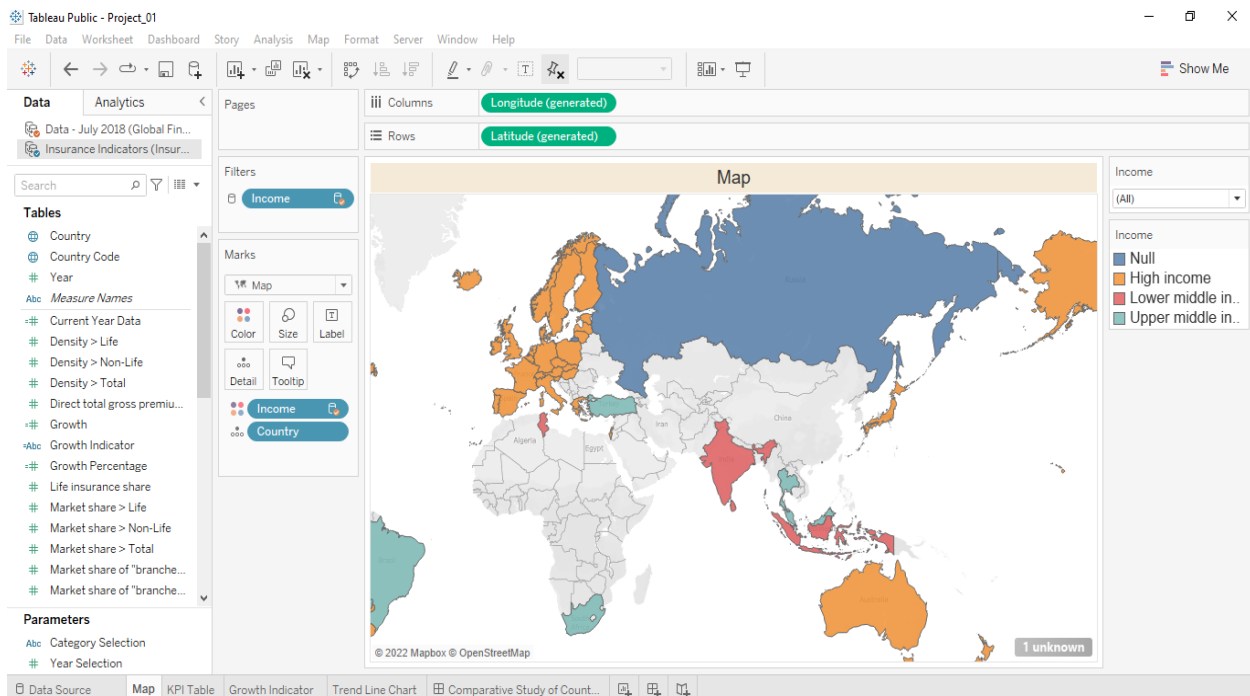 Tableau Public - Project_01
File Data Worksheet Dashboard Story Analysis Map Format Server Window Help
Show Me
Data Analytics
Data - July 2018 (Global Fin...
Insurance Indicators (Insur...
Search
Tables
Country
Country Code
# Year
Abc Measure Names
=# Current Year Data
# Density > Life
# Density > Non-Life
# Density > Total
# Direct total gross premiu...
=# Growth
=Abc Growth Indicator
=# Growth Percentage
# Life insurance share
# Market share > Life
# Market share > Non-Life
# Market share > Total
# Market share of "branche...
# Market share of "branche...
Parameters
Abc Category Selection
# Year Selection
Pages
Filters
Income
Marks
Map
Color Size Label
Detail Tooltip
Income
Country
Columns Longitude (generated)
Rows Latitude (generated)
Map
China
Iran
Algeria
Egypt
Brazil
Australia
1 unknown
© 2022 Mapbox © OpenStreetMap
Income
(All)
Income
Null
High income
Lower middle in..
Upper middle in..
Data Source Map KPI Table Growth Indicator Trend Line Chart Comparative Study of Count...